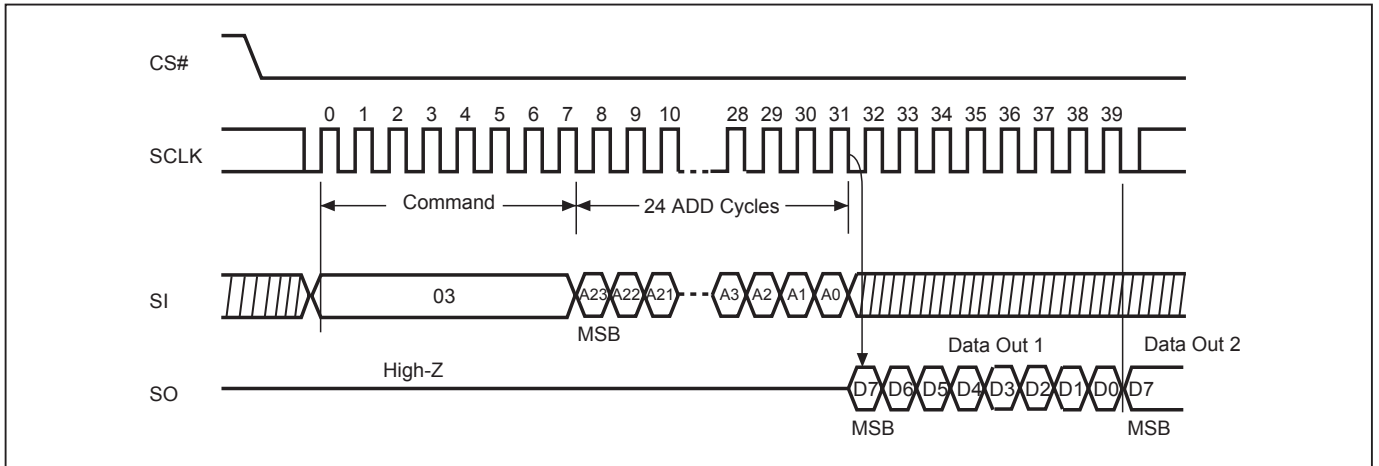 CS#
0 1 2 3 4 5 6 7 8 9 10 28 29 30 31 32 33 34 35 36 37 38 39
SCLK
Command 24 ADD Cycles
SI 03 A23 A22 A21 A3 A2 A1 A0
MSB
Data Out 1 Data Out 2
High-Z
SO D7 D6 D5 D4 D3 D2 D1 D0 D7
MSB MSB